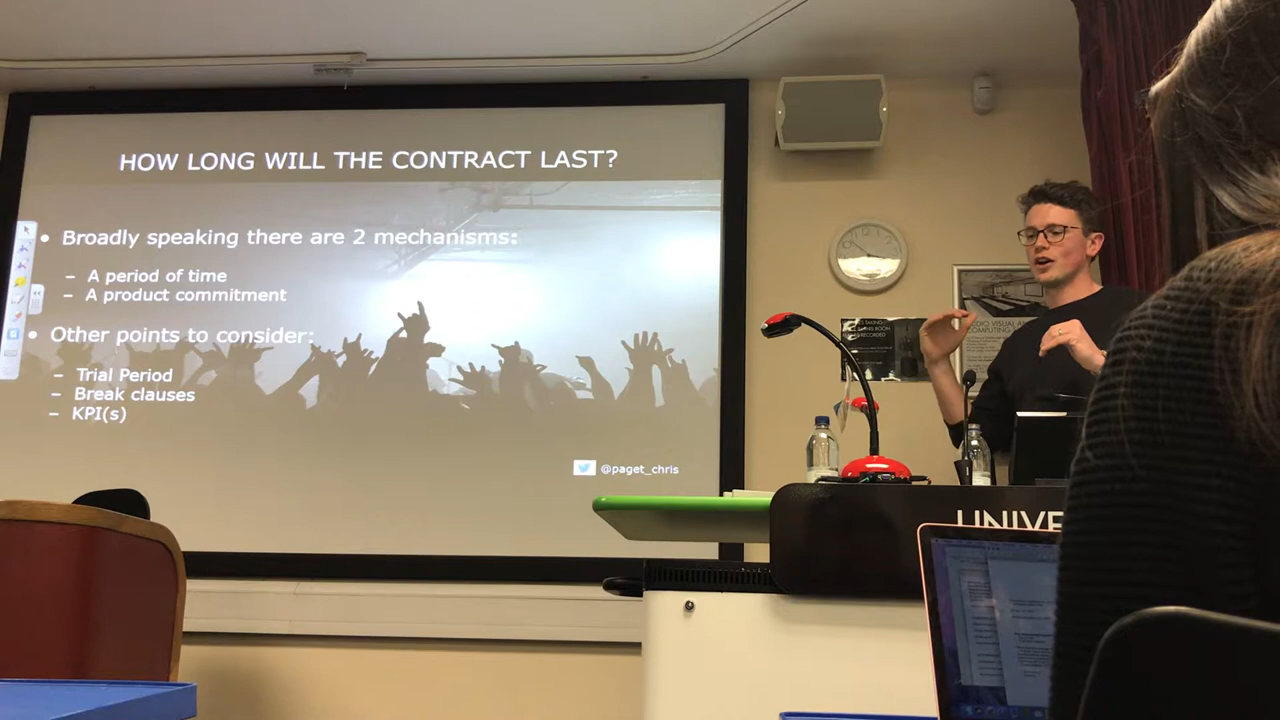 HOW LONG WILL THE CONTRACT LAST?
• Broadly speaking there are 2 mechanisms:
– A period of time
– A product commitment
• Other points to consider:
– Trial Period
– Break clauses
– KPI(s)
@paget_chris
UNIVE